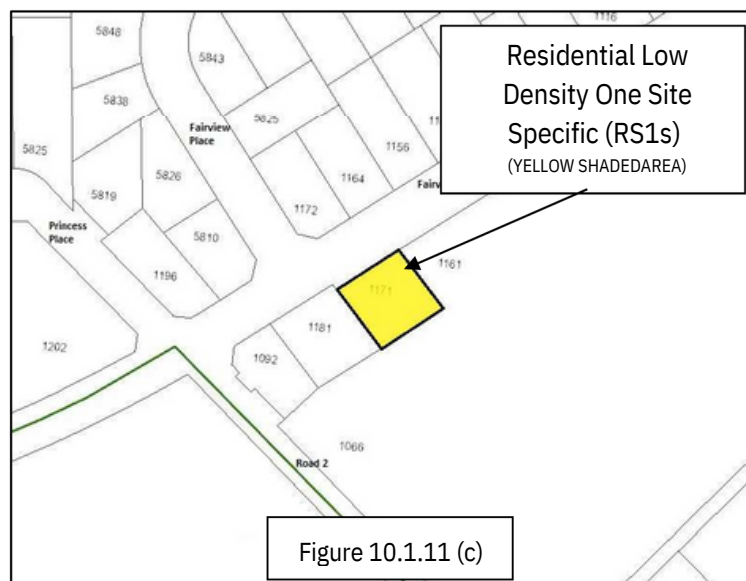 5848
1116
5843
5838
5825
1156
5825
Fairview
Place
5826
1164
5819
1172
Princess
Place
5810
1196
1161
1171
1181
1202
1092
1066
Road 2
Residential Low
Density One Site
Specific (RS1s)
(YELLOW SHADEDAREA)
Figure 10.1.11 (c)